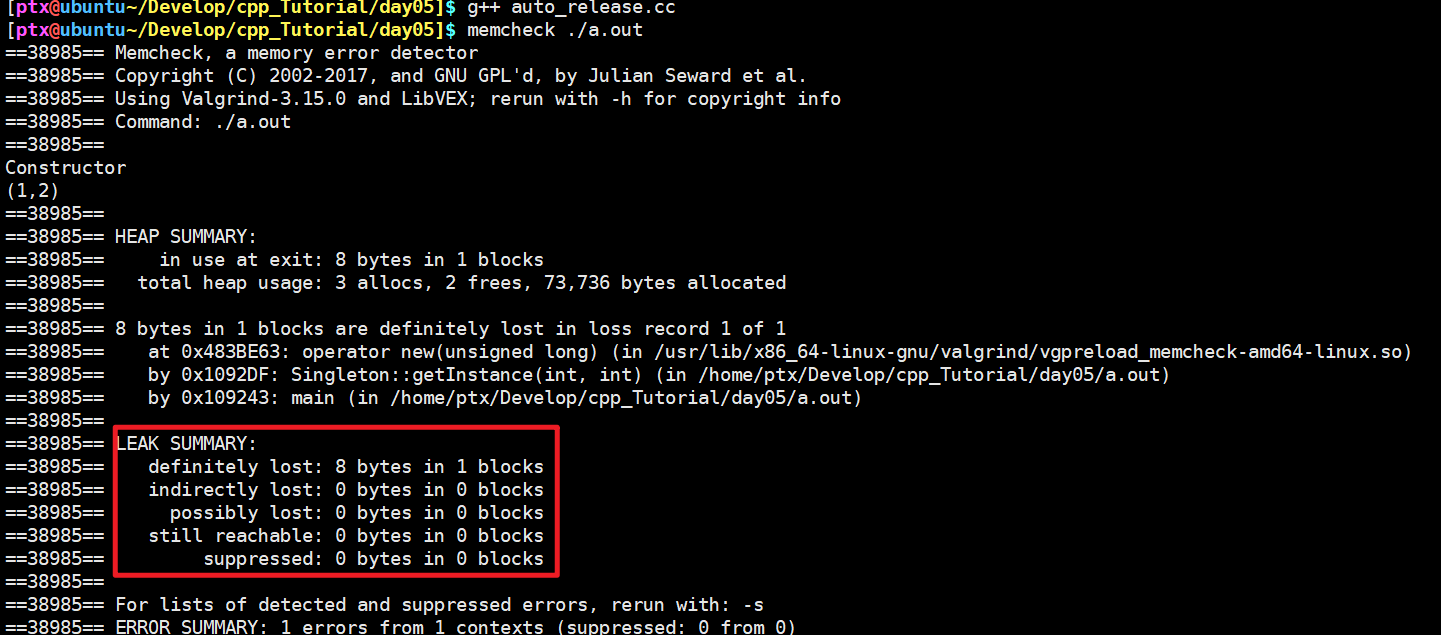 [ptx@ubuntu~/Develop/cpp_Tutorial/day05]$ g++ auto_release.cc
[ptx@ubuntu~/Develop/cpp_Tutorial/day05]$ memcheck ./a.out
==38985== Memcheck, a memory error detector
==38985== Copyright (C) 2002-2017, and GNU GPL'd, by Julian Seward et al.
==38985== Using Valgrind-3.15.0 and LibVEX; rerun with -h for copyright info
==38985== Command: ./a.out
==38985==
Constructor
(1,2)
==38985==
==38985== HEAP SUMMARY:
==38985==     in use at exit: 8 bytes in 1 blocks
==38985==   total heap usage: 3 allocs, 2 frees, 73,736 bytes allocated
==38985==
==38985== 8 bytes in 1 blocks are definitely lost in loss record 1 of 1
==38985==    at 0x483BE63: operator new(unsigned long) (in /usr/lib/x86_64-linux-gnu/valgrind/vgpreload_memcheck-amd64-linux.so)
==38985==    by 0x1092DF: Singleton::getInstance(int, int) (in /home/ptx/Develop/cpp_Tutorial/day05/a.out)
==38985==    by 0x109243: main (in /home/ptx/Develop/cpp_Tutorial/day05/a.out)
==38985==
==38985== LEAK SUMMARY:
==38985==    definitely lost: 8 bytes in 1 blocks
==38985==    indirectly lost: 0 bytes in 0 blocks
==38985==      possibly lost: 0 bytes in 0 blocks
==38985==    still reachable: 0 bytes in 0 blocks
==38985==         suppressed: 0 bytes in 0 blocks
==38985==
==38985== For lists of detected and suppressed errors, rerun with: -s
==38985== ERROR SUMMARY: 1 errors from 1 contexts (suppressed: 0 from 0)